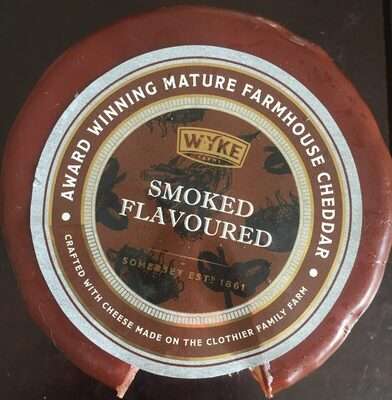 AWARD WINNING MATURE FARMHOUSE CHEDDAR
WYKE
FARMS
SMOKED
FLAVOURED
SOMERSET ESTD 1861
CRAFTED WITH CHEESE MADE ON THE CLOTHIER FAMILY FARM